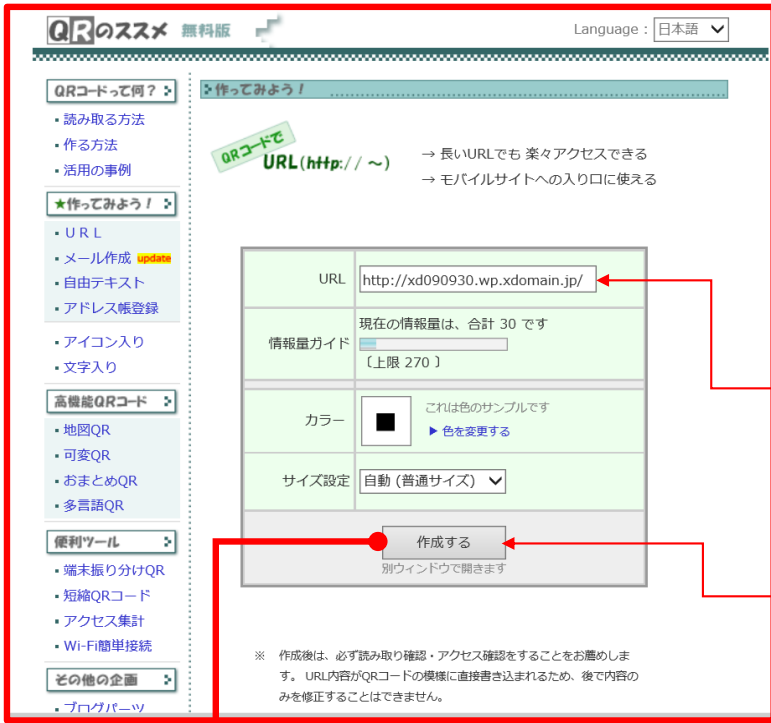 QRのススメ 無料版
Language : 日本語
QRコードって何?
読み取る方法
作る方法
活用の事例
★作ってみよう!
URL
メール作成 update
自由テキスト
アドレス帳登録
アイコン入り
文字入り
高機能QRコード
地図QR
可変QR
おまとめQR
多言語QR
便利ツール
端末振り分けQR
短縮QRコード
アクセス集計
Wi-Fi簡単接続
その他の企画
ブログパーツ
作ってみよう!
QRコードで
URL(http://~)
→ 長いURLでも 楽々アクセスできる
→ モバイルサイトへの入り口に使える
URL http://xd090930.wp.xdomain.jp/
情報量ガイド
現在の情報量は、合計 30 です
〔上限 270 〕
カラー
これは色のサンプルです
▶ 色を変更する
サイズ設定 自動 (普通サイズ)
作成する
別ウィンドウで開きます
※ 作成後は、必ず読み取り確認・アクセス確認をすることをお薦めしま
す。 URL内容がQRコードの模様に直接書き込まれるため、後で内容の
みを修正することはできません。